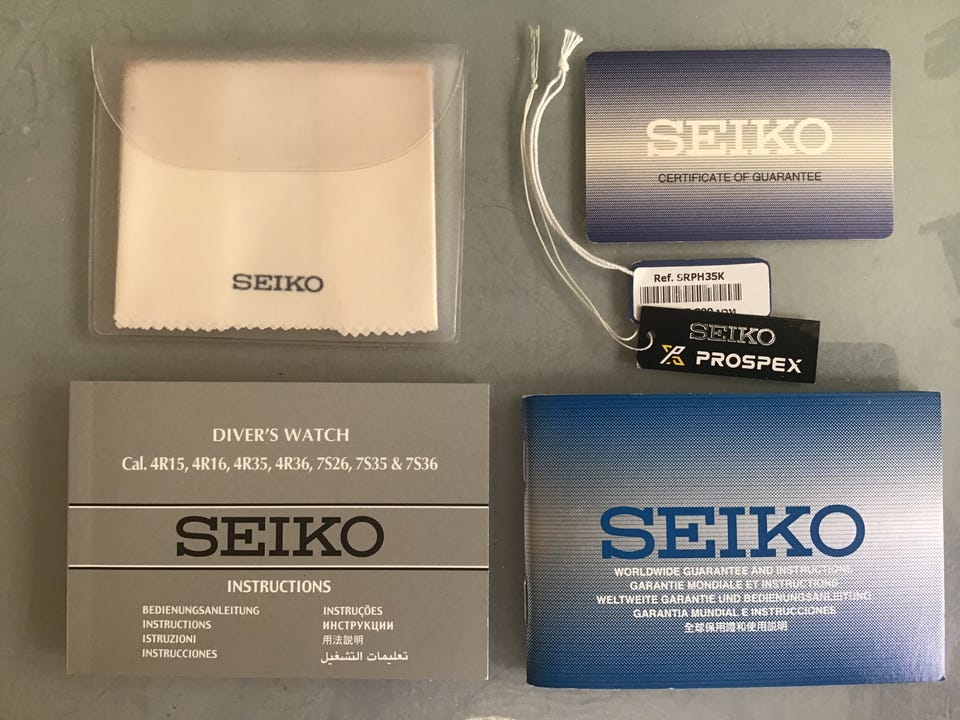 SEIKO
SEIKO
CERTIFICATE OF GUARANTEE
Ref. SRPH35K
SEIKO
PROSPEX
DIVER'S WATCH
Cal. 4R15, 4R16, 4R35, 4R36, 7S26, 7S35 & 7S36
SEIKO
INSTRUCTIONS
BEDIENUNGSANLEITUNG
INSTRUCTIONS
ISTRUZIONI
INSTRUCCIONES
INSTRUÇÕES
ИНСТРУКЦИИ
用法説明
تعليمات التشغيل
SEIKO
WORLDWIDE GUARANTEE AND INSTRUCTIONS
GARANTIE MONDIALE ET INSTRUCTIONS
WELTWEITE GARANTIE UND BEDIENUNGSANLEITUNG
GARANTIA MUNDIAL E INSTRUCCIONES
全球保用證和使用説明